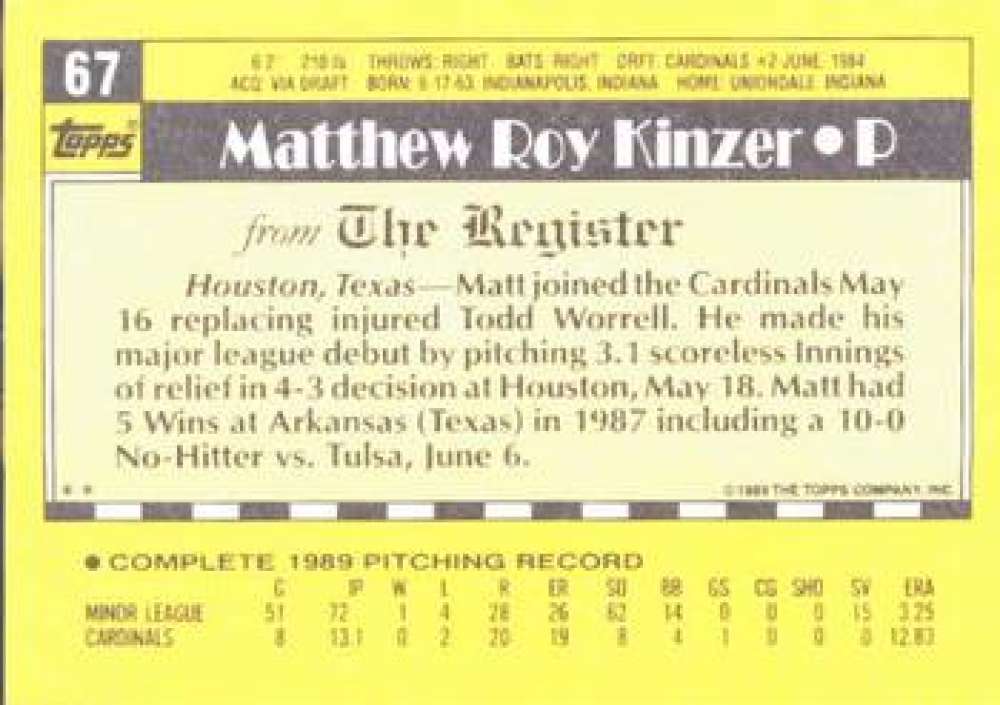 67
6'2" 210 lb THROWS: RIGHT BATS: RIGHT DRFT: CARDINALS #2-JUNE, 1984
ACQ: VIA DRAFT BORN: 6-17-63, INDIANAPOLIS, INDIANA HOME: UNIONDALE, INDIANA
Topps®
Matthew Roy Kinzer • P
from The Register
Houston, Texas—Matt joined the Cardinals May
16 replacing injured Todd Worrell. He made his
major league debut by pitching 3.1 scoreless Innings
of relief in 4-3 decision at Houston, May 18. Matt had
5 Wins at Arkansas (Texas) in 1987 including a 10-0
No-Hitter vs. Tulsa, June 6.
* * © 1989 THE TOPPS COMPANY, INC.
• COMPLETE 1989 PITCHING RECORD
G IP W L R ER SO BB GS CG SHO SV ERA
MINOR LEAGUE 51 72 1 4 28 26 62 14 0 0 0 15 3.25
CARDINALS 8 13.1 0 2 20 19 8 4 1 0 0 0 12.83